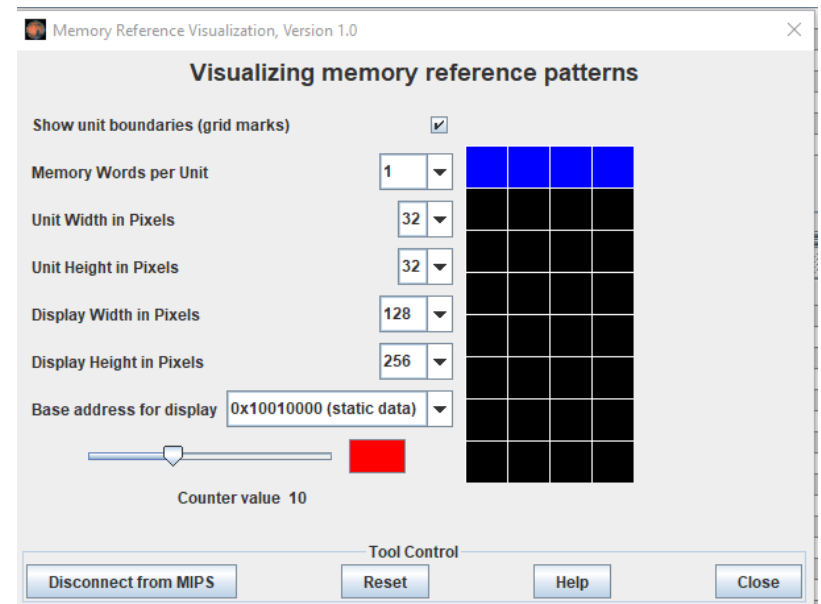 Memory Reference Visualization, Version 1.0
Visualizing memory reference patterns
Show unit boundaries (grid marks)
Memory Words per Unit 1
Unit Width in Pixels 32
Unit Height in Pixels 32
Display Width in Pixels 128
Display Height in Pixels 256
Base address for display 0x10010000 (static data)
Counter value 10
Tool Control
Disconnect from MIPS Reset Help Close